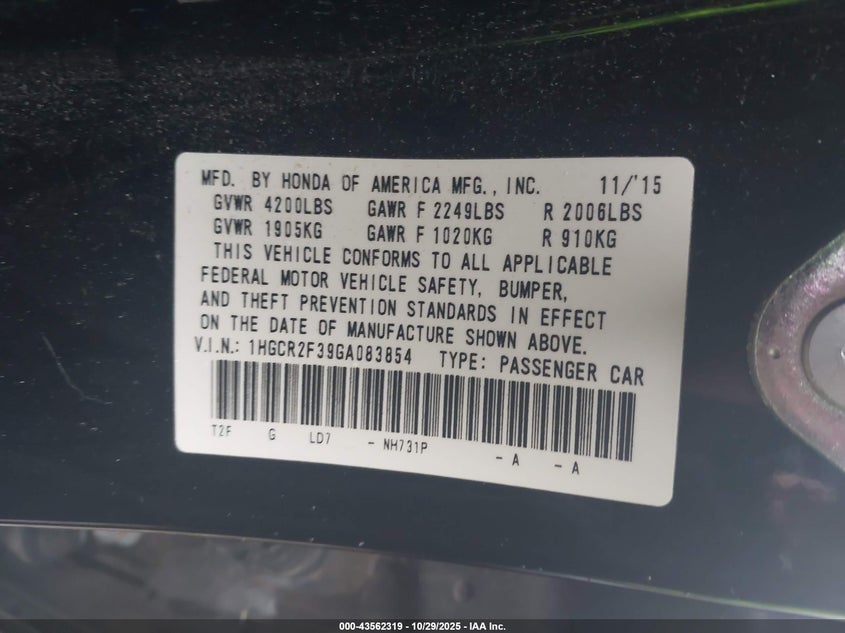 MFD. BY HONDA OF AMERICA MFG., INC. 11/'15
GVWR 4200LBS GAWR F 2249LBS R 2006LBS
GVWR 1905KG GAWR F 1020KG R 910KG
THIS VEHICLE CONFORMS TO ALL APPLICABLE
FEDERAL MOTOR VEHICLE SAFETY, BUMPER,
AND THEFT PREVENTION STANDARDS IN EFFECT
ON THE DATE OF MANUFACTURE SHOWN ABOVE.
V.I.N.: 1HGCR2F39GA083854 TYPE: PASSENGER CAR
T2F G LD7 - NH731P - A - A
000-43562319 | 10/29/2025 - IAA Inc.